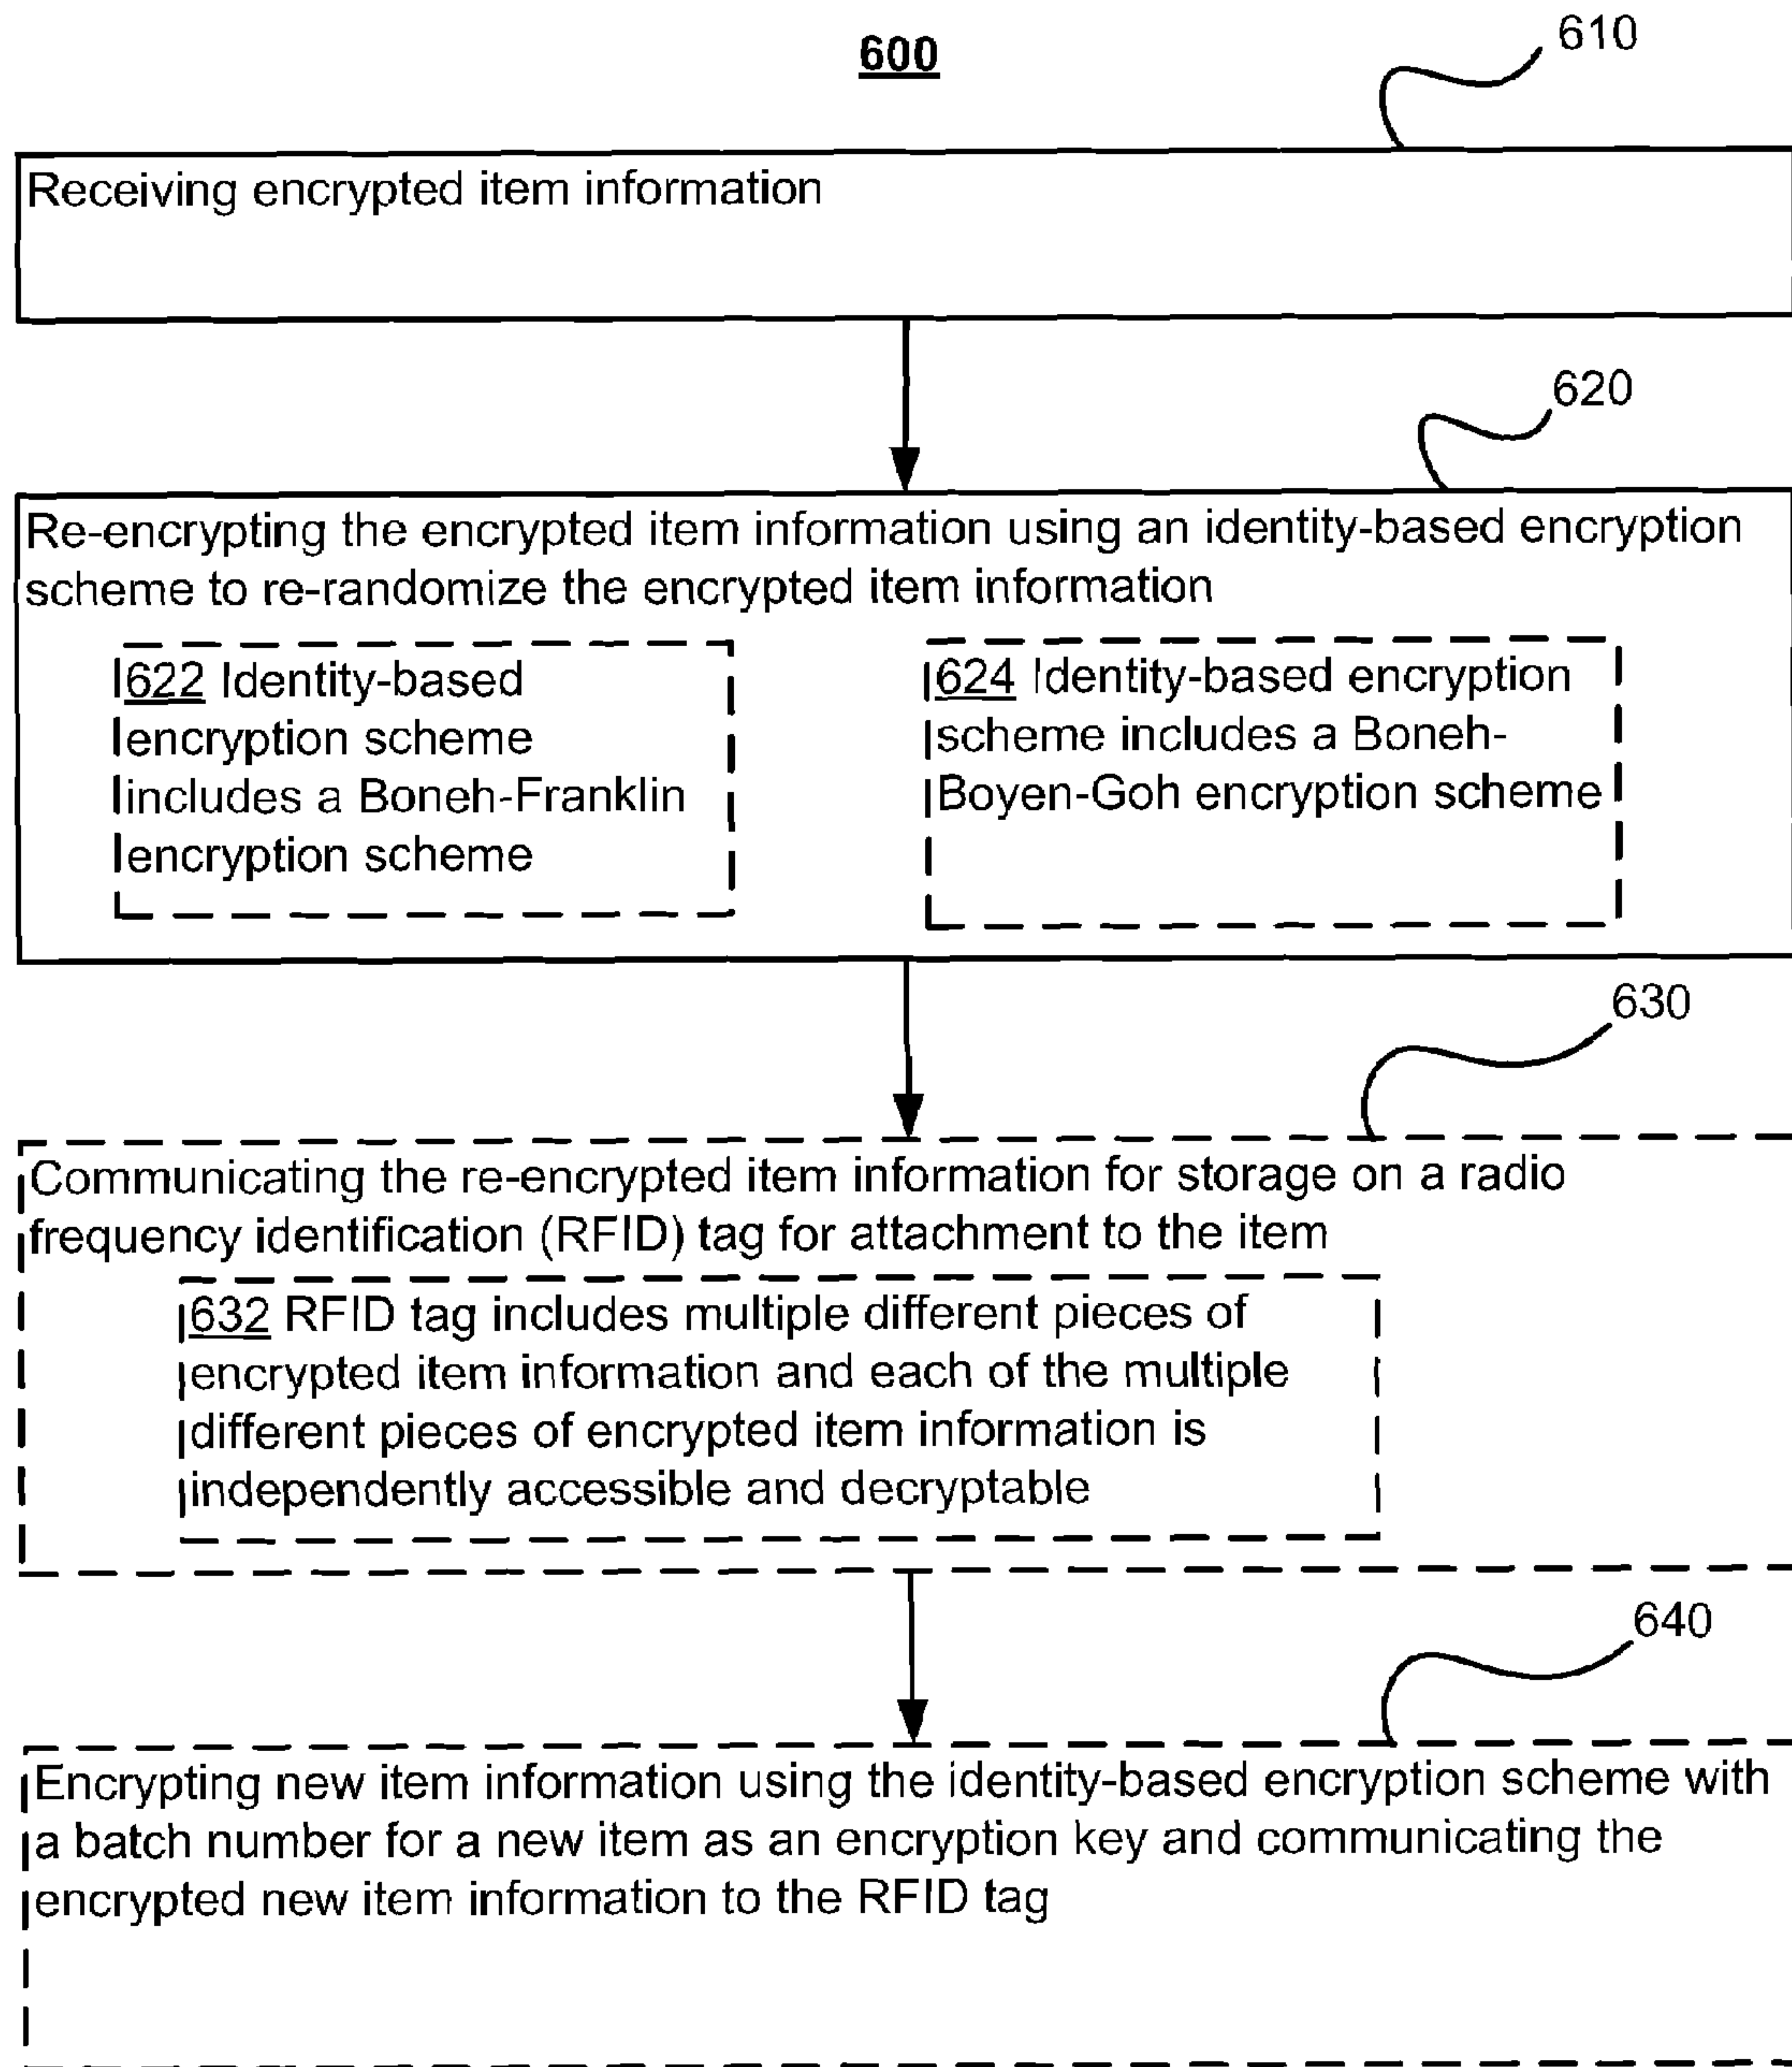 600
610
Receiving encrypted item information
620
Re-encrypting the encrypted item information using an identity-based encryption
scheme to re-randomize the encrypted item information
622 Identity-based
encryption scheme
includes a Boneh-Franklin
encryption scheme
624 Identity-based encryption
scheme includes a Boneh-
Boyen-Goh encryption scheme
630
Communicating the re-encrypted item information for storage on a radio
frequency identification (RFID) tag for attachment to the item
632 RFID tag includes multiple different pieces of
encrypted item information and each of the multiple
different pieces of encrypted item information is
independently accessible and decryptable
640
Encrypting new item information using the identity-based encryption scheme with
a batch number for a new item as an encryption key and communicating the
encrypted new item information to the RFID tag